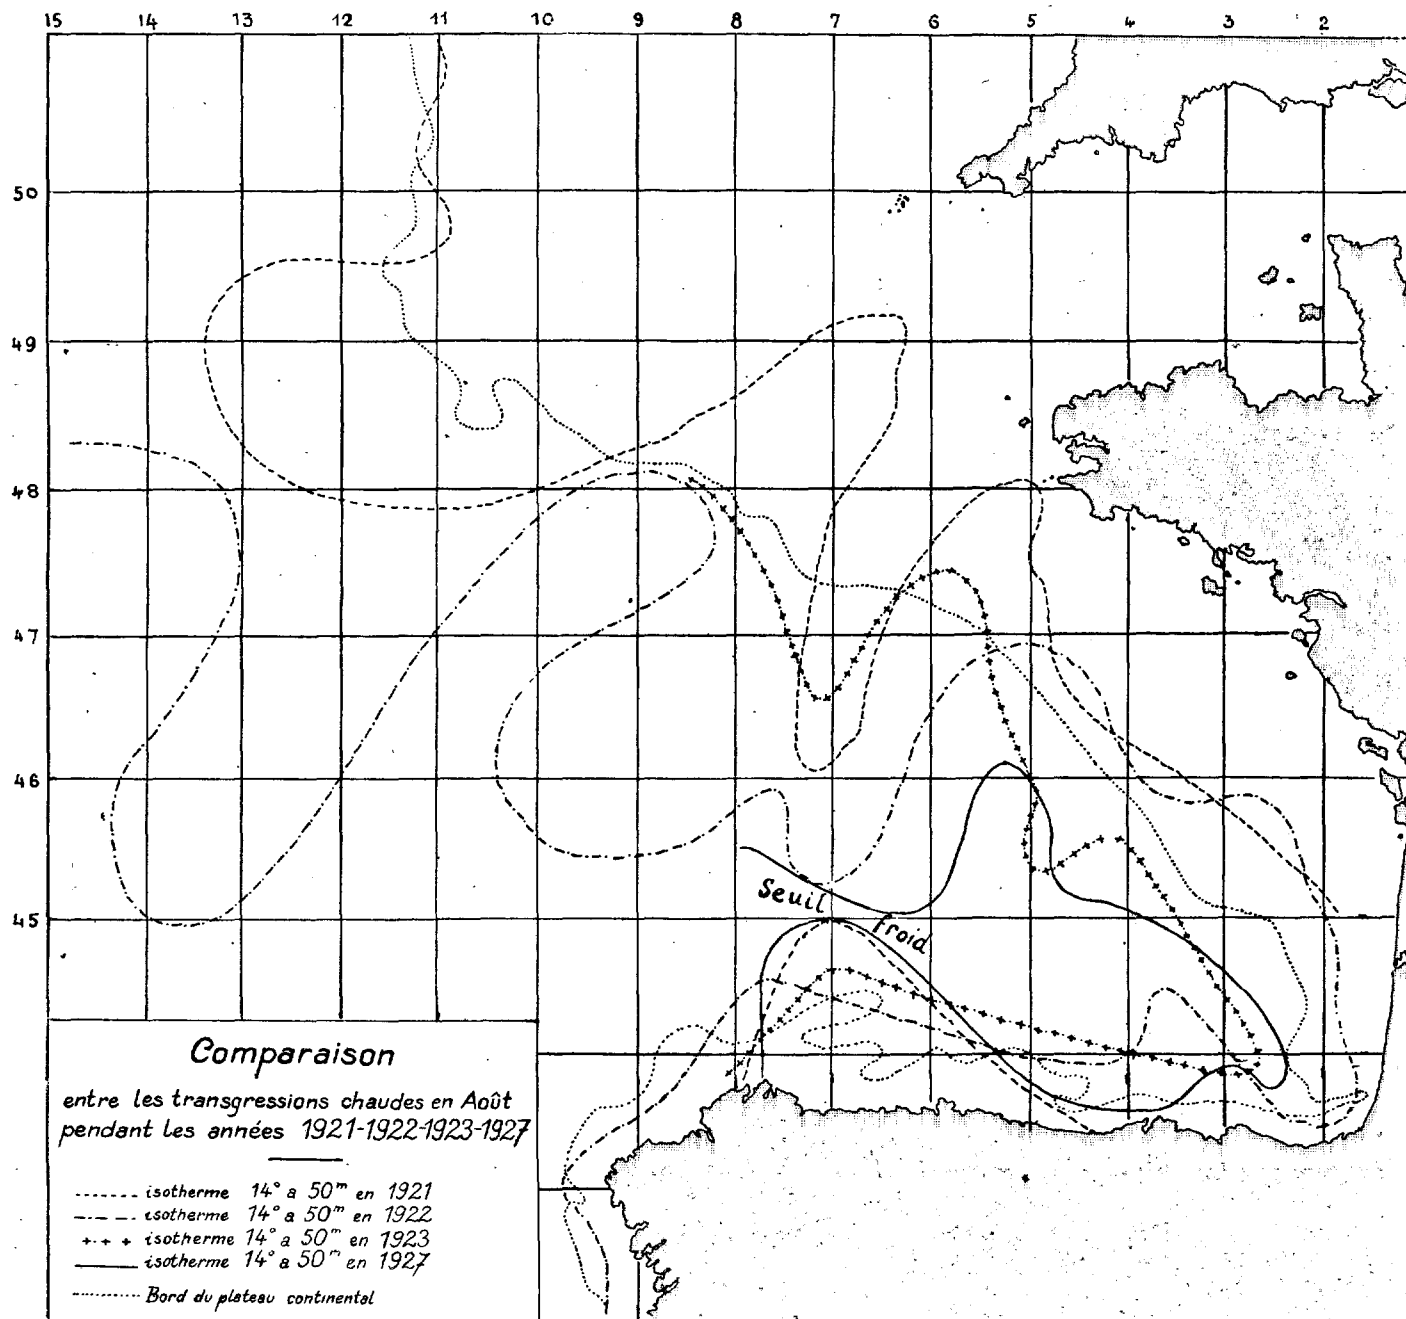 15 14 13 12 11 10 9 8 7 6 5 4 3 2
50
49
48
47
46
45
Seuil froid
Comparaison
entre les transgressions chaudes en Août
pendant les années 1921-1922-1923-1927
isotherme 14° a 50m en 1921
isotherme 14° a 50m en 1922
isotherme 14° a 50m en 1923
isotherme 14° a 50m en 1927
Bord du plateau continental